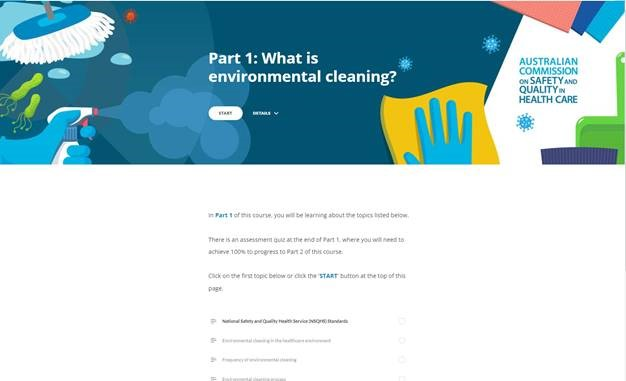 Part 1: What is
environmental cleaning?
START
DETAILS
AUSTRALIAN
COMMISSION
ON SAFETY AND
QUALITY IN
HEALTH CARE
In Part 1 of this course, you will be learning about the topics listed below.
There is an assessment quiz at the end of Part 1, where you will need to
achieve 100% to progress to Part 2 of this course.
Click on the first topic below or click the 'START' button at the top of this
page.
National Safety and Quality Health Service (NSQHS) Standards
Environmental cleaning in the healthcare environment
Frequency of environmental cleaning
Environmental cleaning process